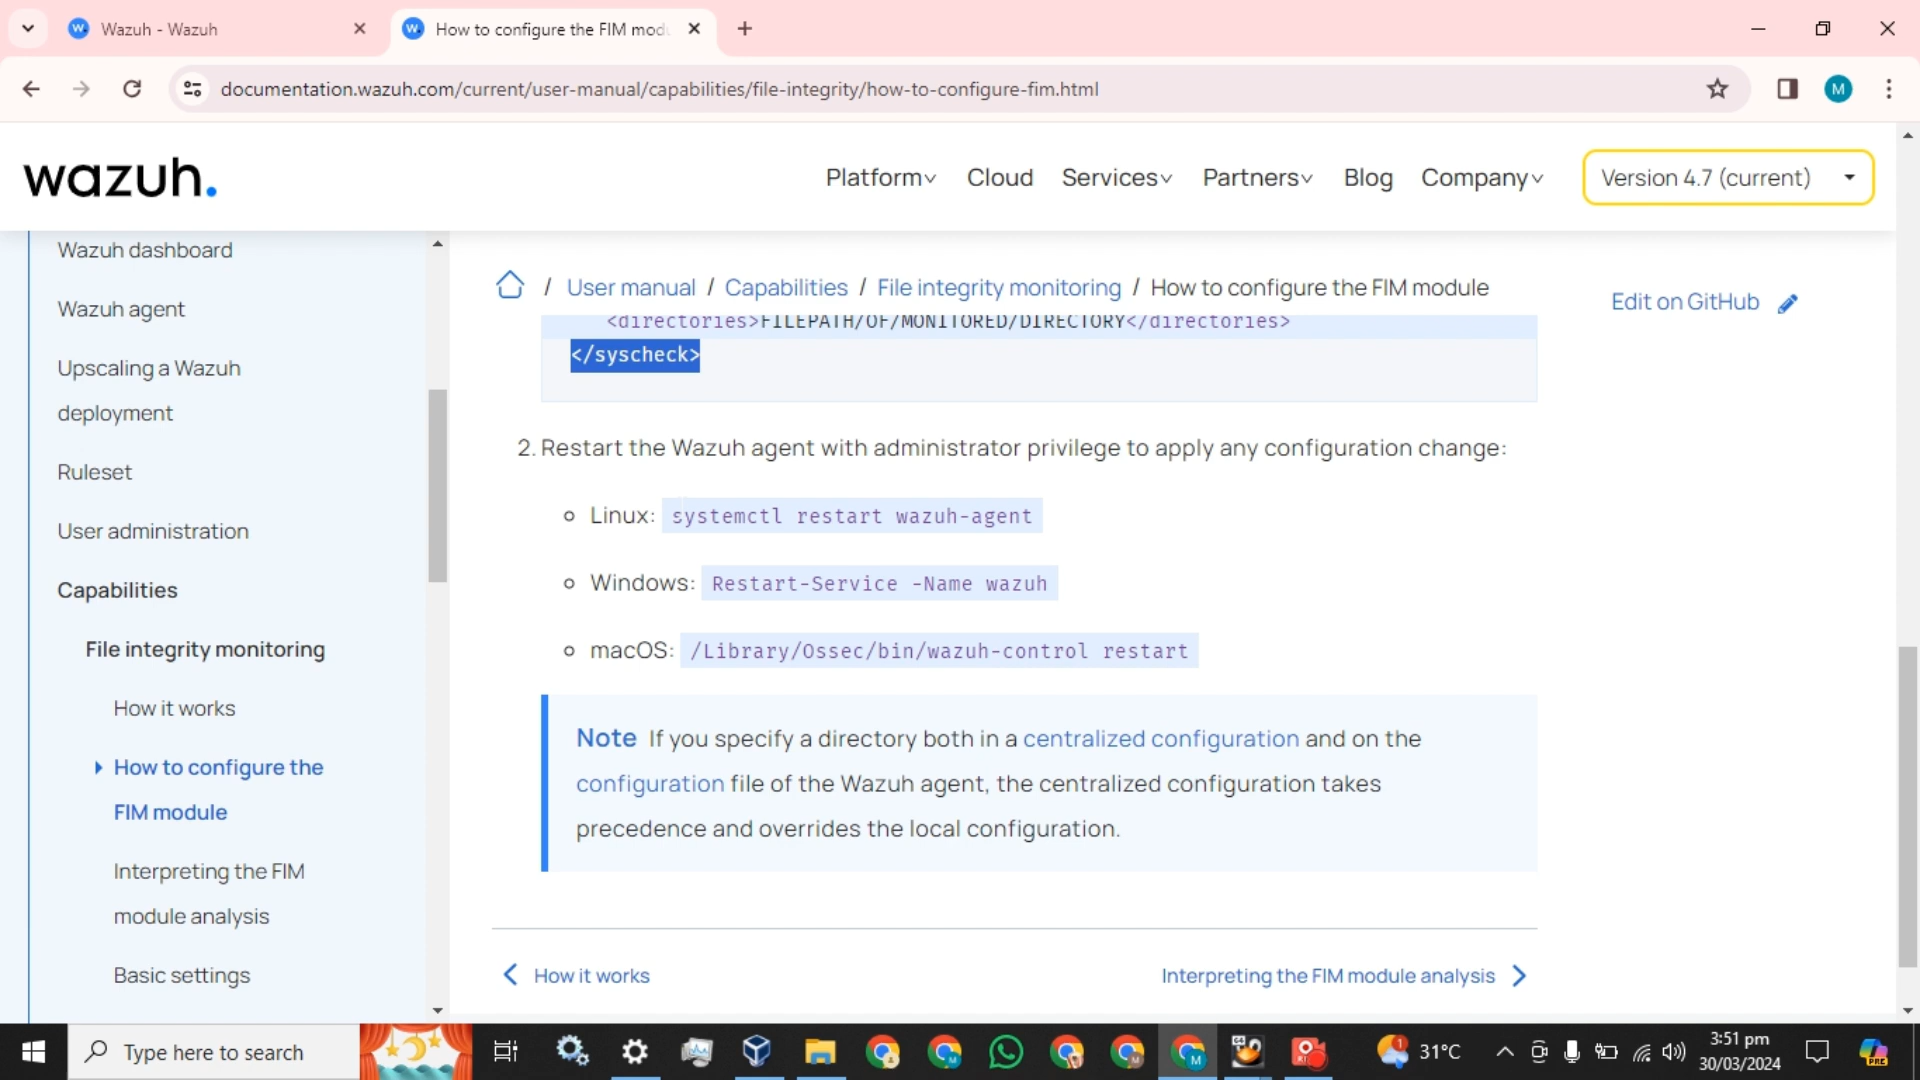 Wazuh - Wazuh
How to configure the FIM mod
documentation.wazuh.com/current/user-manual/capabilities/file-integrity/how-to-configure-fim.html
M
wazuh.
Platform
Cloud
Services
Partners
Blog
Company
Version 4.7 (current)
Wazuh dashboard
Wazuh agent
Upscaling a Wazuh
deployment
Ruleset
User administration
Capabilities
File integrity monitoring
How it works
How to configure the
FIM module
Interpreting the FIM
module analysis
Basic settings
/ User manual / Capabilities / File integrity monitoring / How to configure the FIM module
Edit on GitHub
<directories>FILEPATH/OF/MONITORED/DIRECTORY</directories>
</syscheck>
2. Restart the Wazuh agent with administrator privilege to apply any configuration change:
Linux: systemctl restart wazuh-agent
Windows: Restart-Service -Name wazuh
macOS: /Library/Ossec/bin/wazuh-control restart
Note If you specify a directory both in a centralized configuration and on the
configuration file of the Wazuh agent, the centralized configuration takes
precedence and overrides the local configuration.
How it works
Interpreting the FIM module analysis
Type here to search
31°C
3:51 pm
30/03/2024